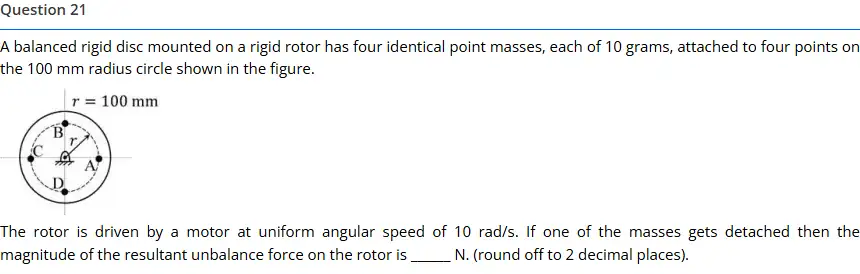 Question 21
A balanced rigid disc mounted on a rigid rotor has four identical point masses, each of 10 grams, attached to four points on
the 100 mm radius circle shown in the figure.
r = 100 mm
B
r
C
A
D
The rotor is driven by a motor at uniform angular speed of 10 rad/s. If one of the masses gets detached then the
magnitude of the resultant unbalance force on the rotor is _____ N. (round off to 2 decimal places).